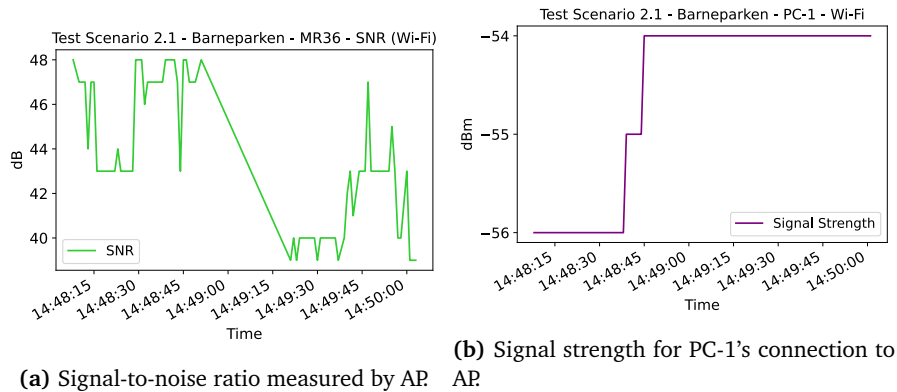 Test Scenario 2.1 - Barneparken - MR36 - SNR (Wi-Fi)
48
46
44
42
40
dB
SNR
14:48:15
14:48:30
14:48:45
14:49:00
14:49:15
14:49:30
14:49:45
14:50:00
Time
(a) Signal-to-noise ratio measured by AP.
Test Scenario 2.1 - Barneparken - PC-1 - Wi-Fi
−54
−55
−56
dBm
Signal Strength
14:48:15
14:48:30
14:48:45
14:49:00
14:49:15
14:49:30
14:49:45
14:50:00
Time
(b) Signal strength for PC-1's connection to
AP.